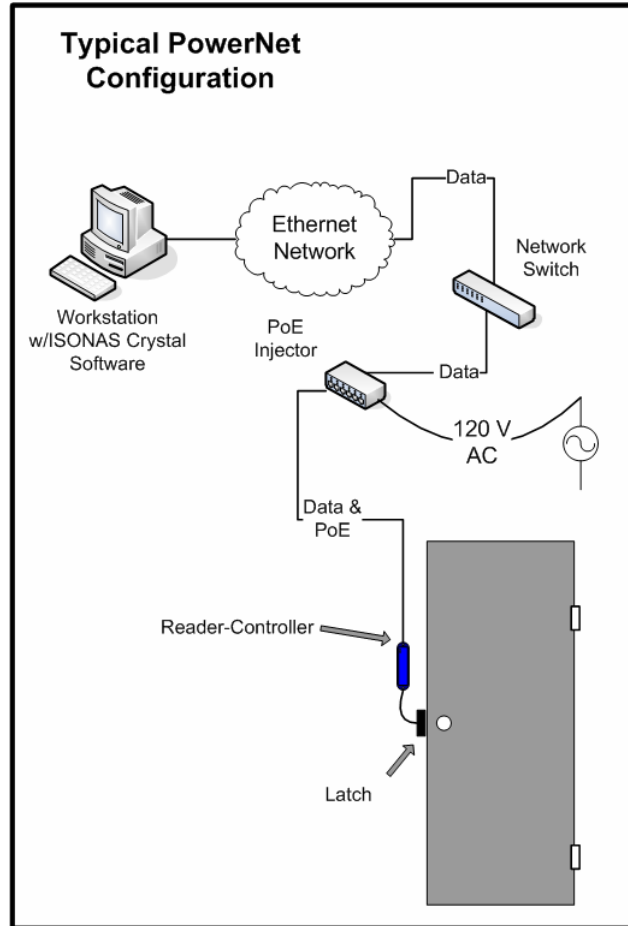 Typical PowerNet
Configuration
Data
Ethernet
Network
Network
Switch
Workstation
w/ISONAS Crystal
Software
PoE
Injector
Data
120 V
AC
Data &
PoE
Reader-Controller
Latch